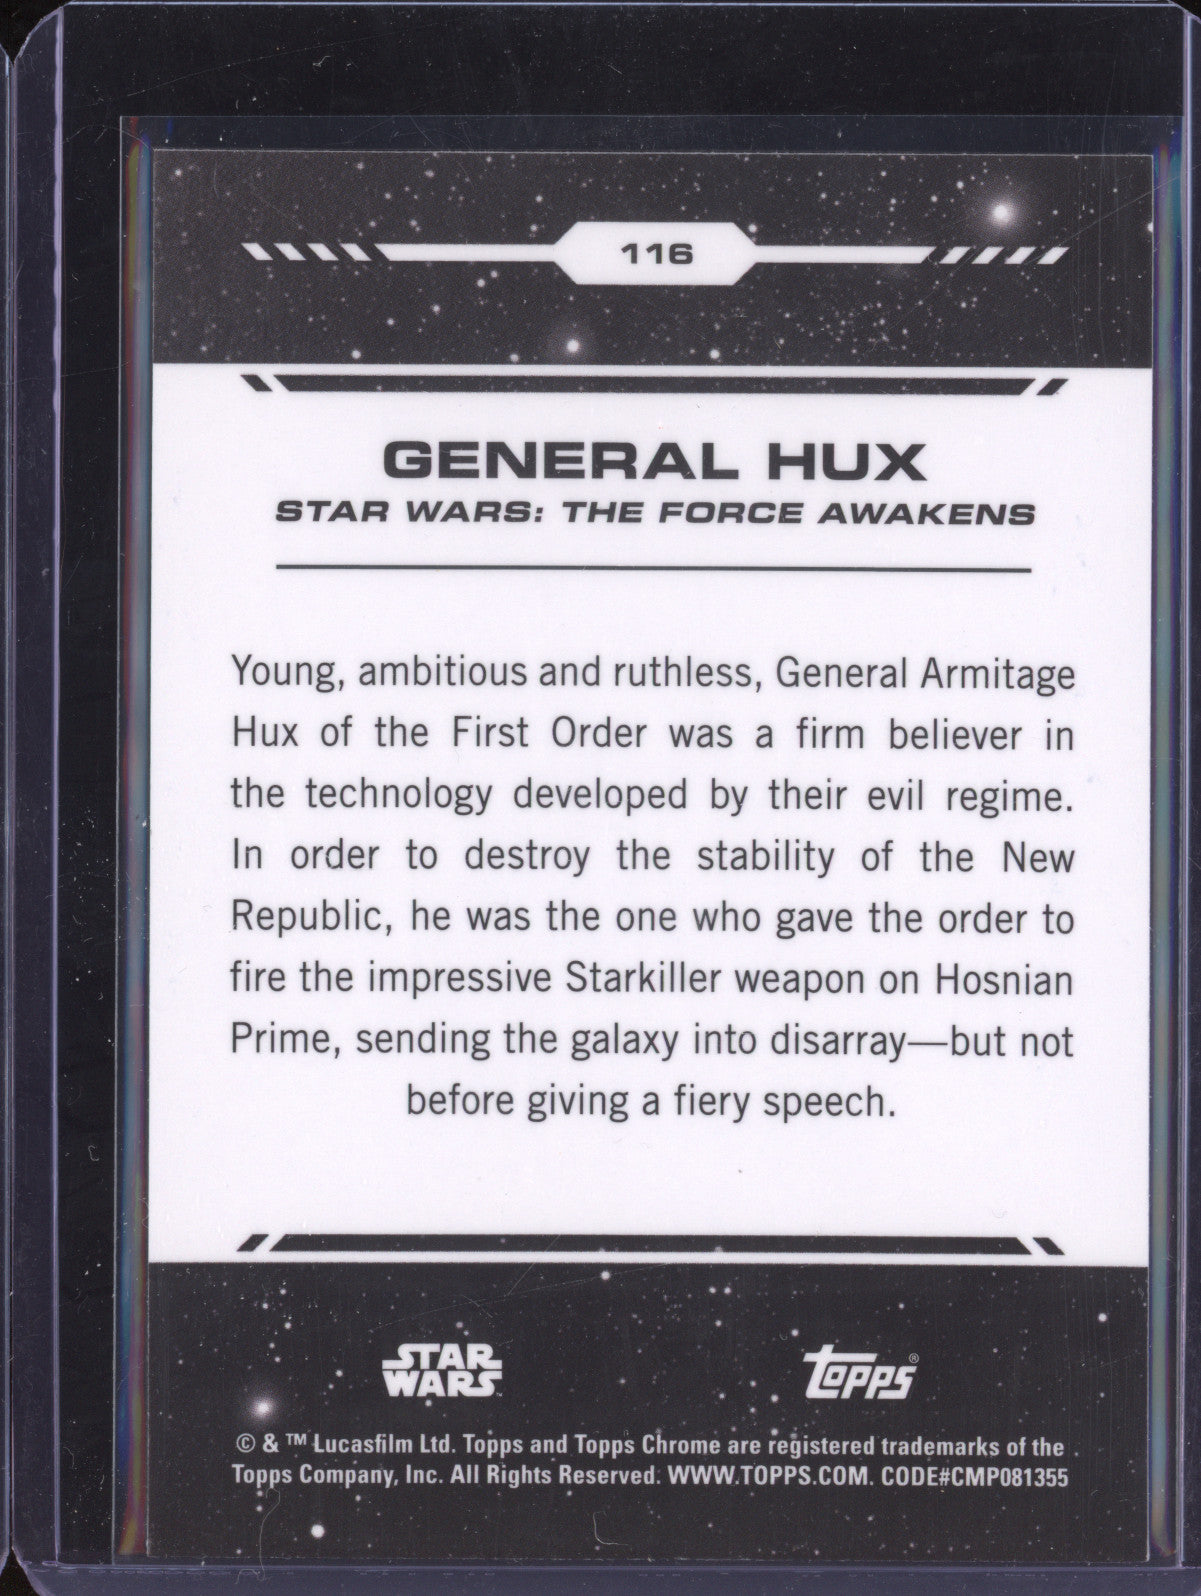 116
GENERAL HUX
STAR WARS: THE FORCE AWAKENS
Young, ambitious and ruthless, General Armitage
Hux of the First Order was a firm believer in
the technology developed by their evil regime.
In order to destroy the stability of the New
Republic, he was the one who gave the order to
fire the impressive Starkiller weapon on Hosnian
Prime, sending the galaxy into disarray—but not
before giving a fiery speech.
STAR WARS™ TOPPS®
© & ™ Lucasfilm Ltd. Topps and Topps Chrome are registered trademarks of the
Topps Company, Inc. All Rights Reserved. WWW.TOPPS.COM. CODE#CMP081355